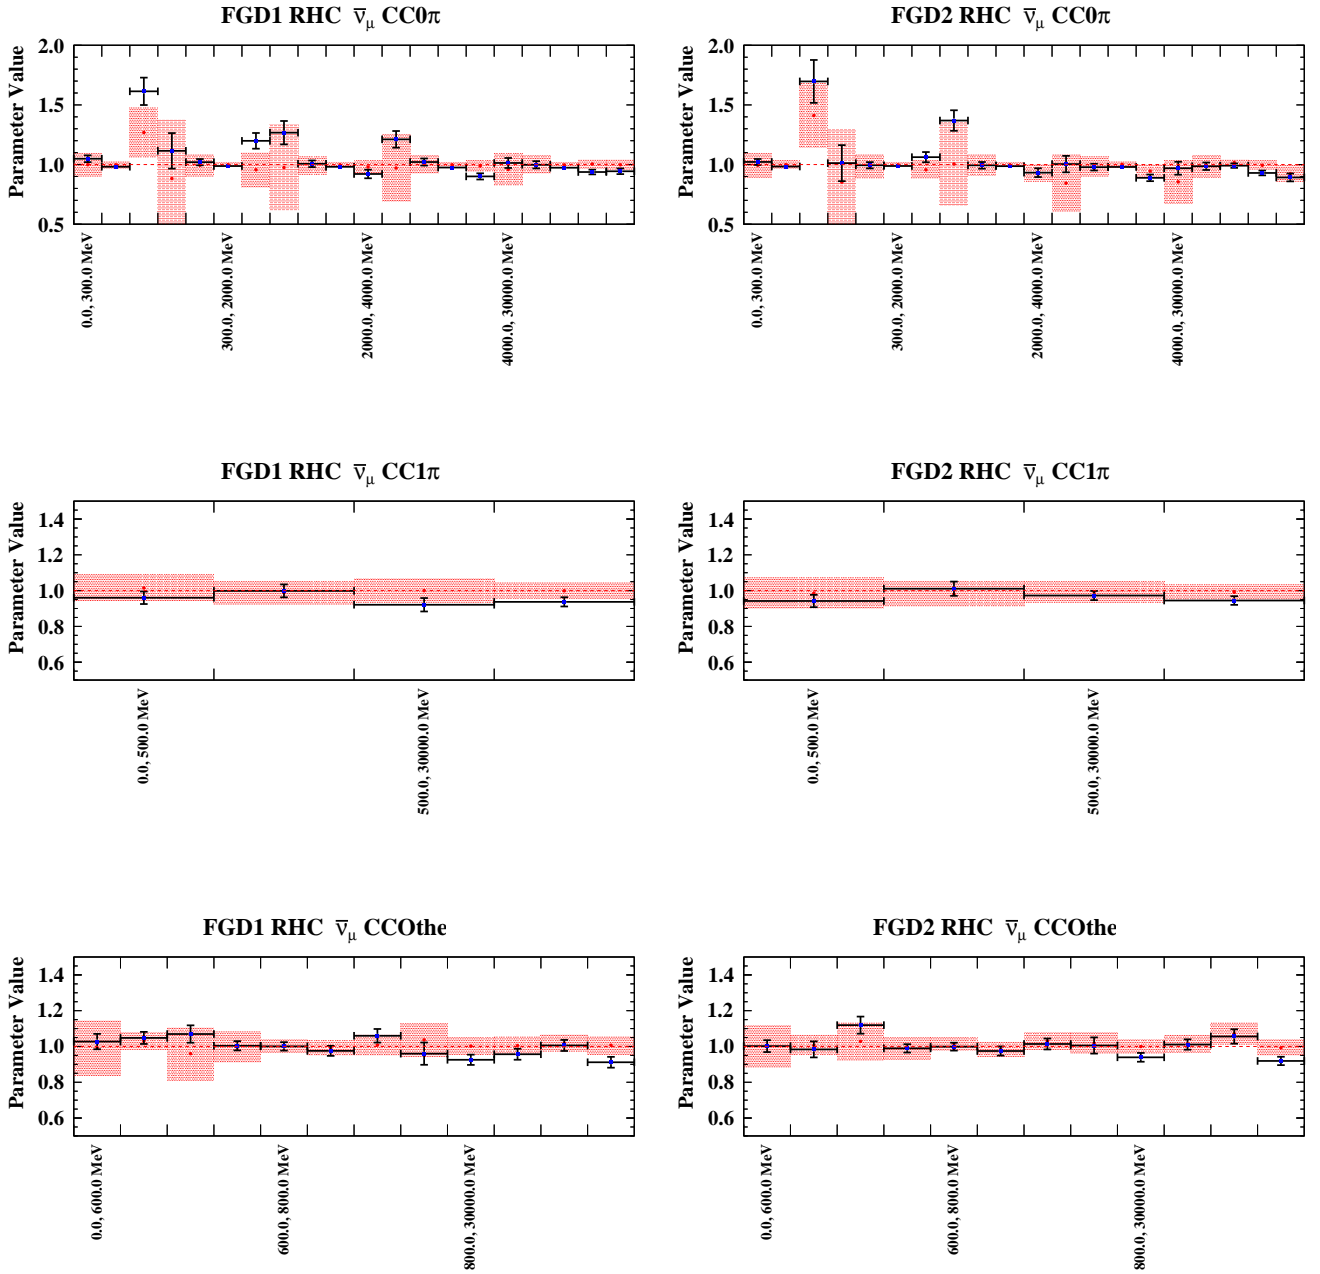 FGD1 RHC ν̅μ CC0π
Parameter Value
2.0
1.5
1.0
0.5
0.0, 300.0 MeV
300.0, 2000.0 MeV
2000.0, 4000.0 MeV
4000.0, 30000.0 MeV
FGD2 RHC ν̅μ CC0π
Parameter Value
2.0
1.5
1.0
0.5
0.0, 300.0 MeV
300.0, 2000.0 MeV
2000.0, 4000.0 MeV
4000.0, 30000.0 MeV
FGD1 RHC ν̅μ CC1π
Parameter Value
1.4
1.2
1.0
0.8
0.6
0.0, 500.0 MeV
500.0, 30000.0 MeV
FGD2 RHC ν̅μ CC1π
Parameter Value
1.4
1.2
1.0
0.8
0.6
0.0, 500.0 MeV
500.0, 30000.0 MeV
FGD1 RHC ν̅μ CCOthe
Parameter Value
1.4
1.2
1.0
0.8
0.6
0.0, 600.0 MeV
600.0, 800.0 MeV
800.0, 30000.0 MeV
FGD2 RHC ν̅μ CCOthe
Parameter Value
1.4
1.2
1.0
0.8
0.6
0.0, 600.0 MeV
600.0, 800.0 MeV
800.0, 30000.0 MeV